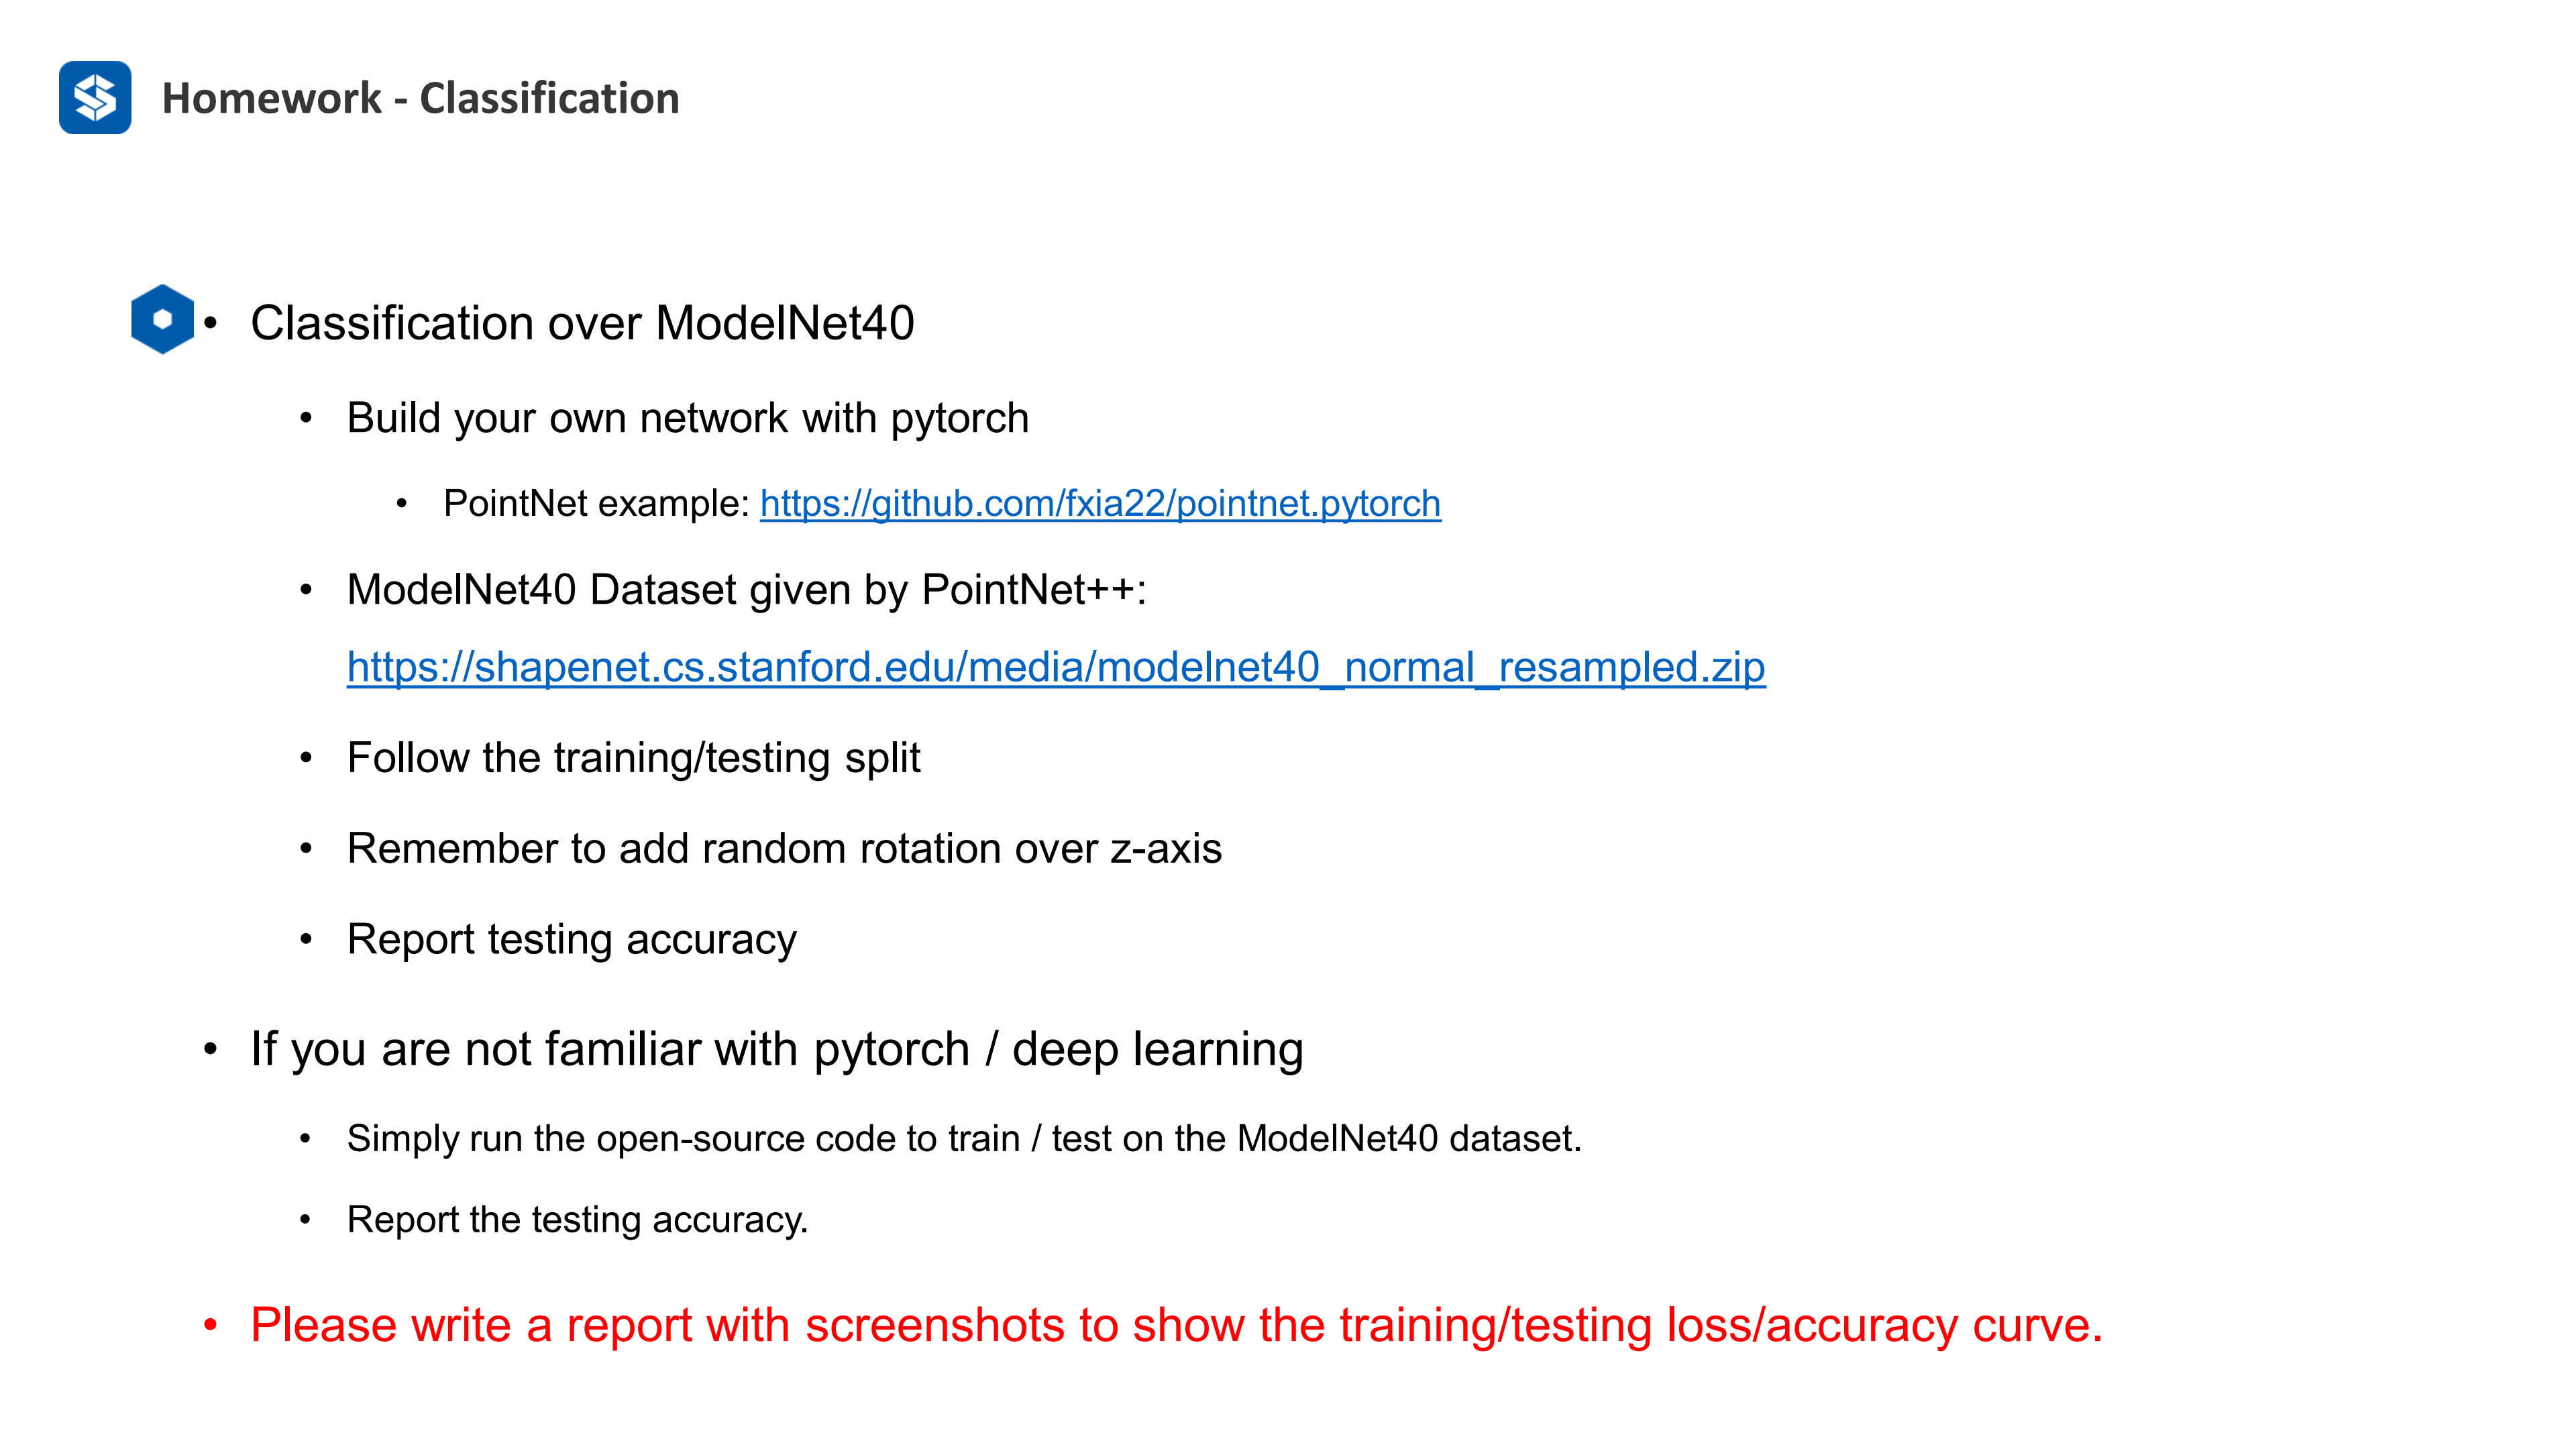 Homework - Classification
• Classification over ModelNet40
• Build your own network with pytorch
• PointNet example: https://github.com/fxia22/pointnet.pytorch
• ModelNet40 Dataset given by PointNet++:
https://shapenet.cs.stanford.edu/media/modelnet40_normal_resampled.zip
• Follow the training/testing split
• Remember to add random rotation over z-axis
• Report testing accuracy
• If you are not familiar with pytorch / deep learning
• Simply run the open-source code to train / test on the ModelNet40 dataset.
• Report the testing accuracy.
• Please write a report with screenshots to show the training/testing loss/accuracy curve.